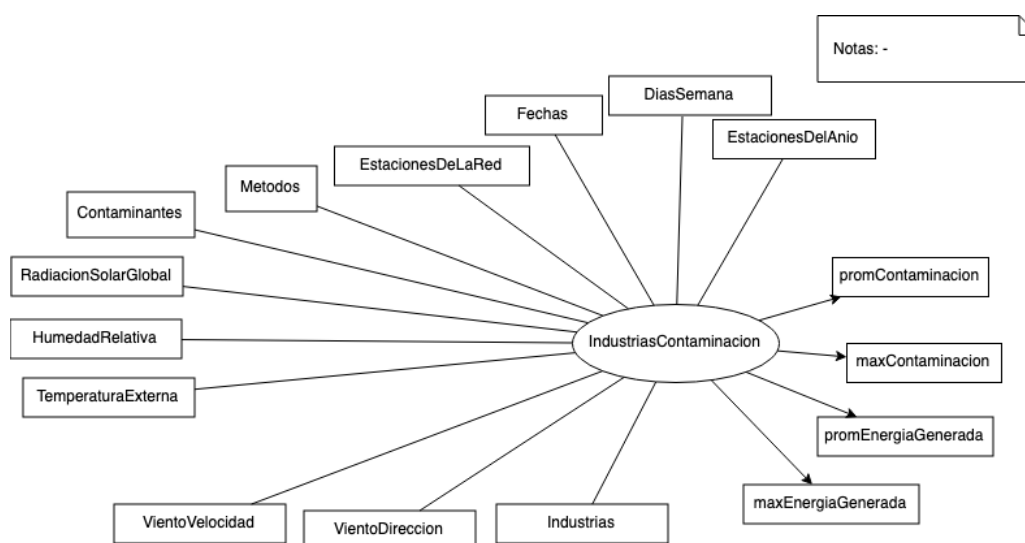 Notas: -
DiasSemana
Fechas
EstacionesDelAnio
EstacionesDeLaRed
Metodos
Contaminantes
RadiacionSolarGlobal
promContaminacion
HumedadRelativa
IndustriasContaminacion
maxContaminacion
TemperaturaExterna
promEnergiaGenerada
maxEnergiaGenerada
VientoVelocidad
VientoDireccion
Industrias